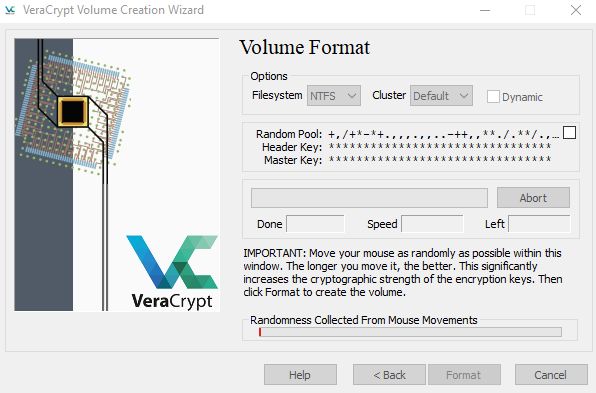 VeraCrypt Volume Creation Wizard
Volume Format
Options
Filesystem NTFS Cluster Default Dynamic
Random Pool: +,/+*-*+.,,,.,,..-++,,**./.**/.,...
Header Key: ********************************
Master Key: ********************************
Abort
Done Speed Left
IMPORTANT: Move your mouse as randomly as possible within this
window. The longer you move it, the better. This significantly
increases the cryptographic strength of the encryption keys. Then
click Format to create the volume.
Randomness Collected From Mouse Movements
VeraCrypt
Help < Back Format Cancel